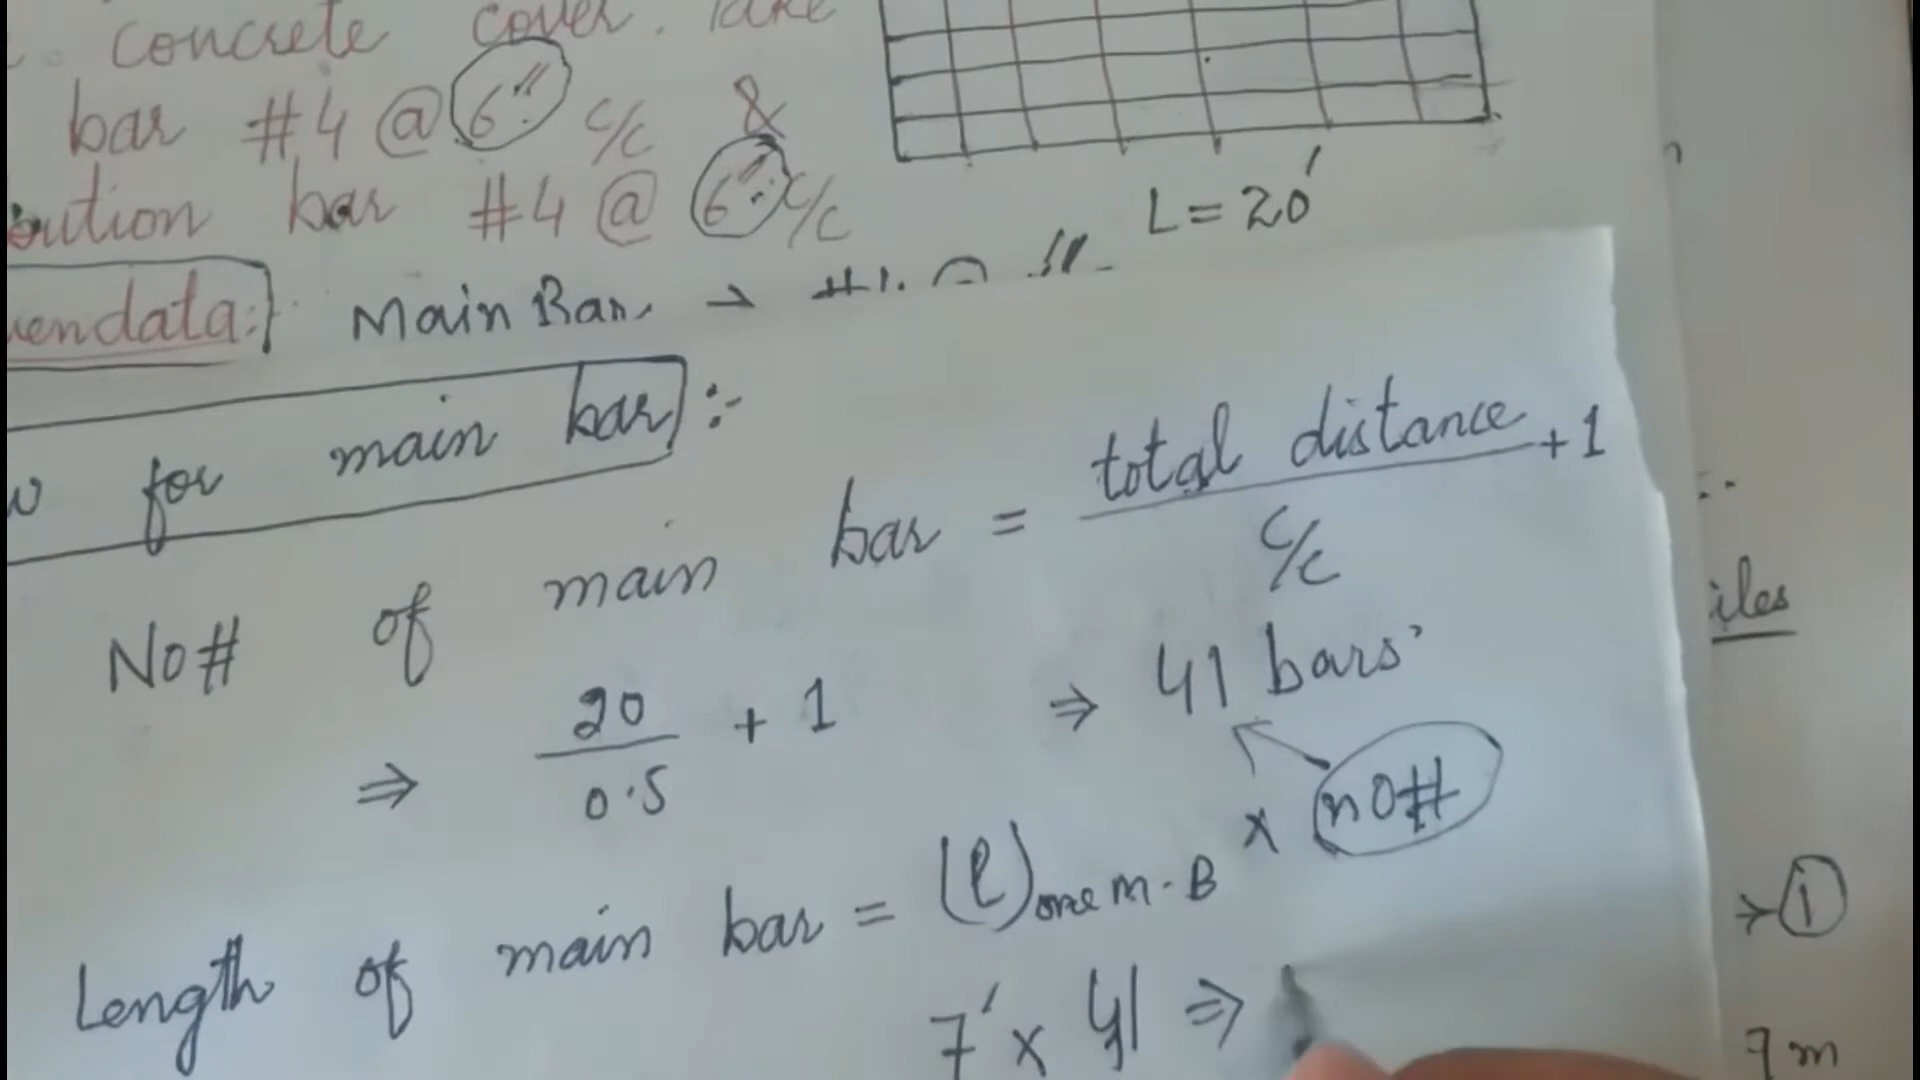 concrete cover. Take
bar #4 @ 6" c/c &
bution bar #4 @ 6" c/c
L = 20'
endata: Main Bar →
for main bar :-
No# of main bar = total distance / c/c + 1
⇒ 20 / 0.5 + 1 ⇒ 41 bars
Length of main bar = (l) one M.B x no#
7' x 41 ⇒
iles
→ 1
7 m